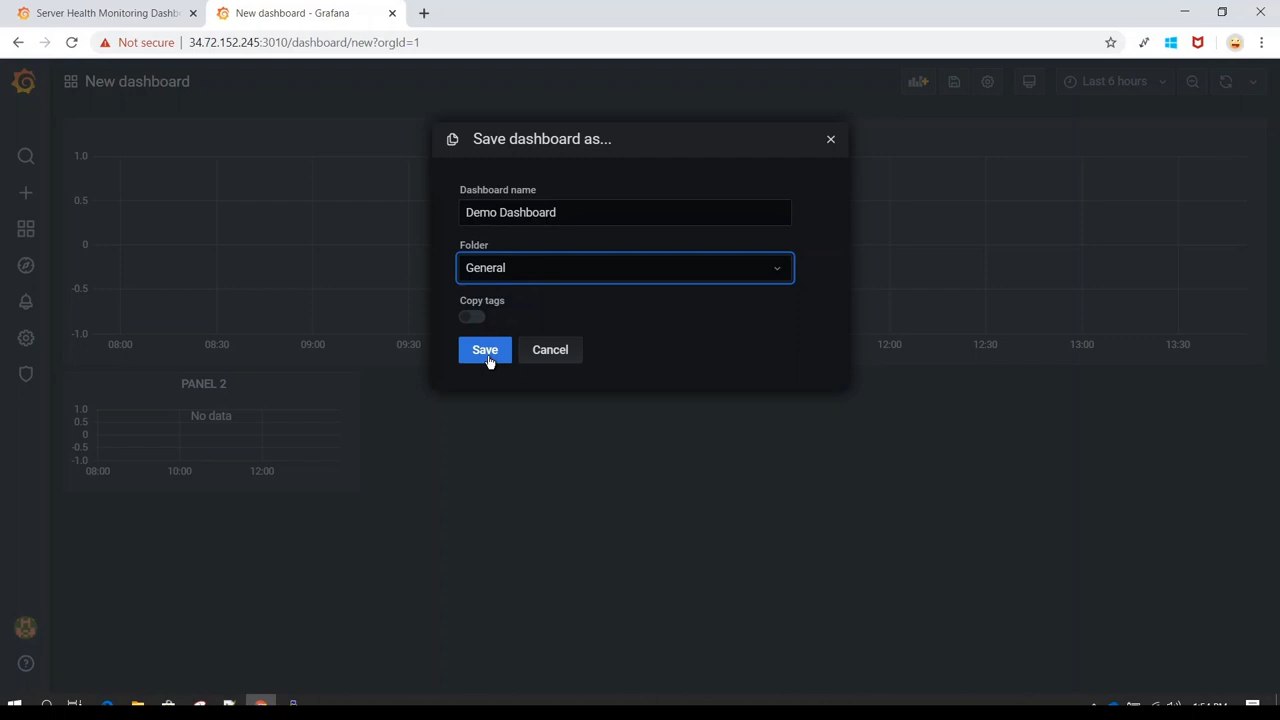 Server Health Monitoring Dashb
New dashboard - Grafana
Not secure
34.72.152.245:3010/dashboard/new?orgId=1
New dashboard
Last 6 hours
Save dashboard as...
Dashboard name
Demo Dashboard
Folder
General
Copy tags
Save
Cancel
1.0
0.5
0
-0.5
-1.0
08:00
08:30
09:00
09:30
12:00
12:30
13:00
13:30
PANEL 2
No data
1.0
0.5
0
-0.5
-1.0
08:00
10:00
12:00